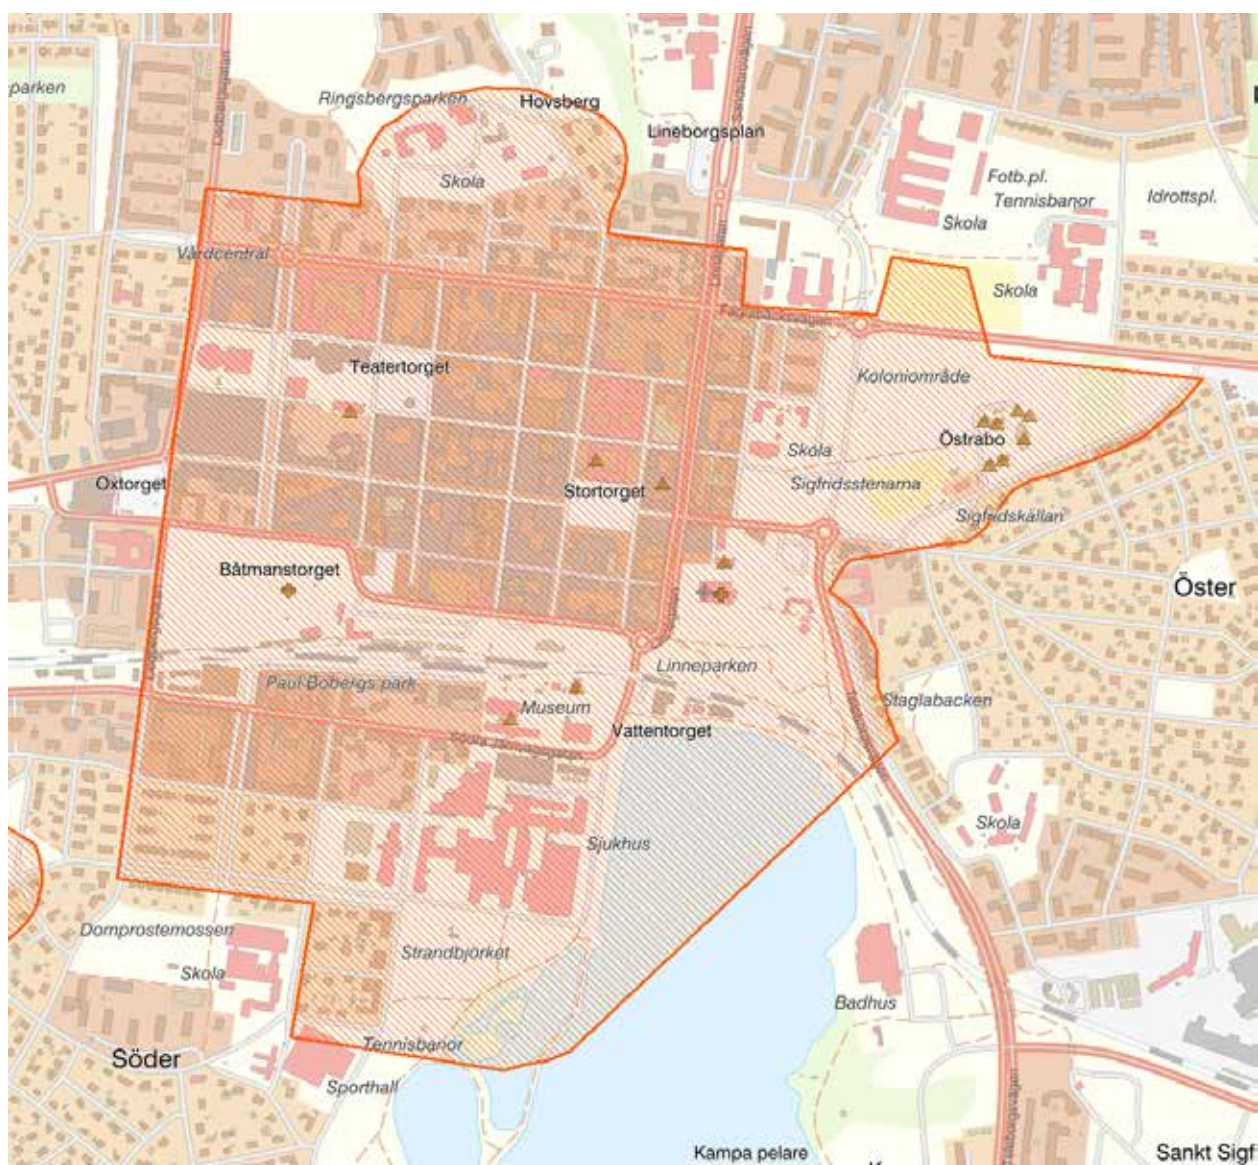 parken
Ringsbergsparken
Hovsberg
Lineborgsplan
Skola
Fotb.pl.
Tennisbanor
Idrottspl.
Skola
Vårdcentral
Skola
Teatertorget
Koloniområde
Östrabo
Skola
Oxtorget
Stortorget
Sigfridsstenarna
Sigfridskällan
Båtmanstorget
Öster
Linneparken
Paul Bobergs park
Museum
Staglabacken
Vattentorget
Skola
Sjukhus
Domprostemossen
Strandbjörket
Skola
Badhus
Söder
Tennisbanor
Sporthall
Kampa pelare
Sankt Sigf